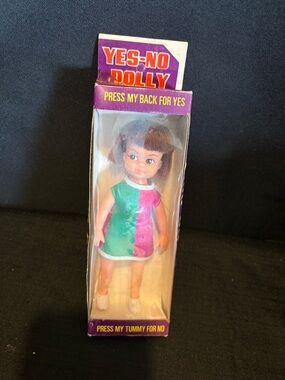 YES-NO
DOLLY
PRESS MY BACK FOR YES
PRESS MY TUMMY FOR NO